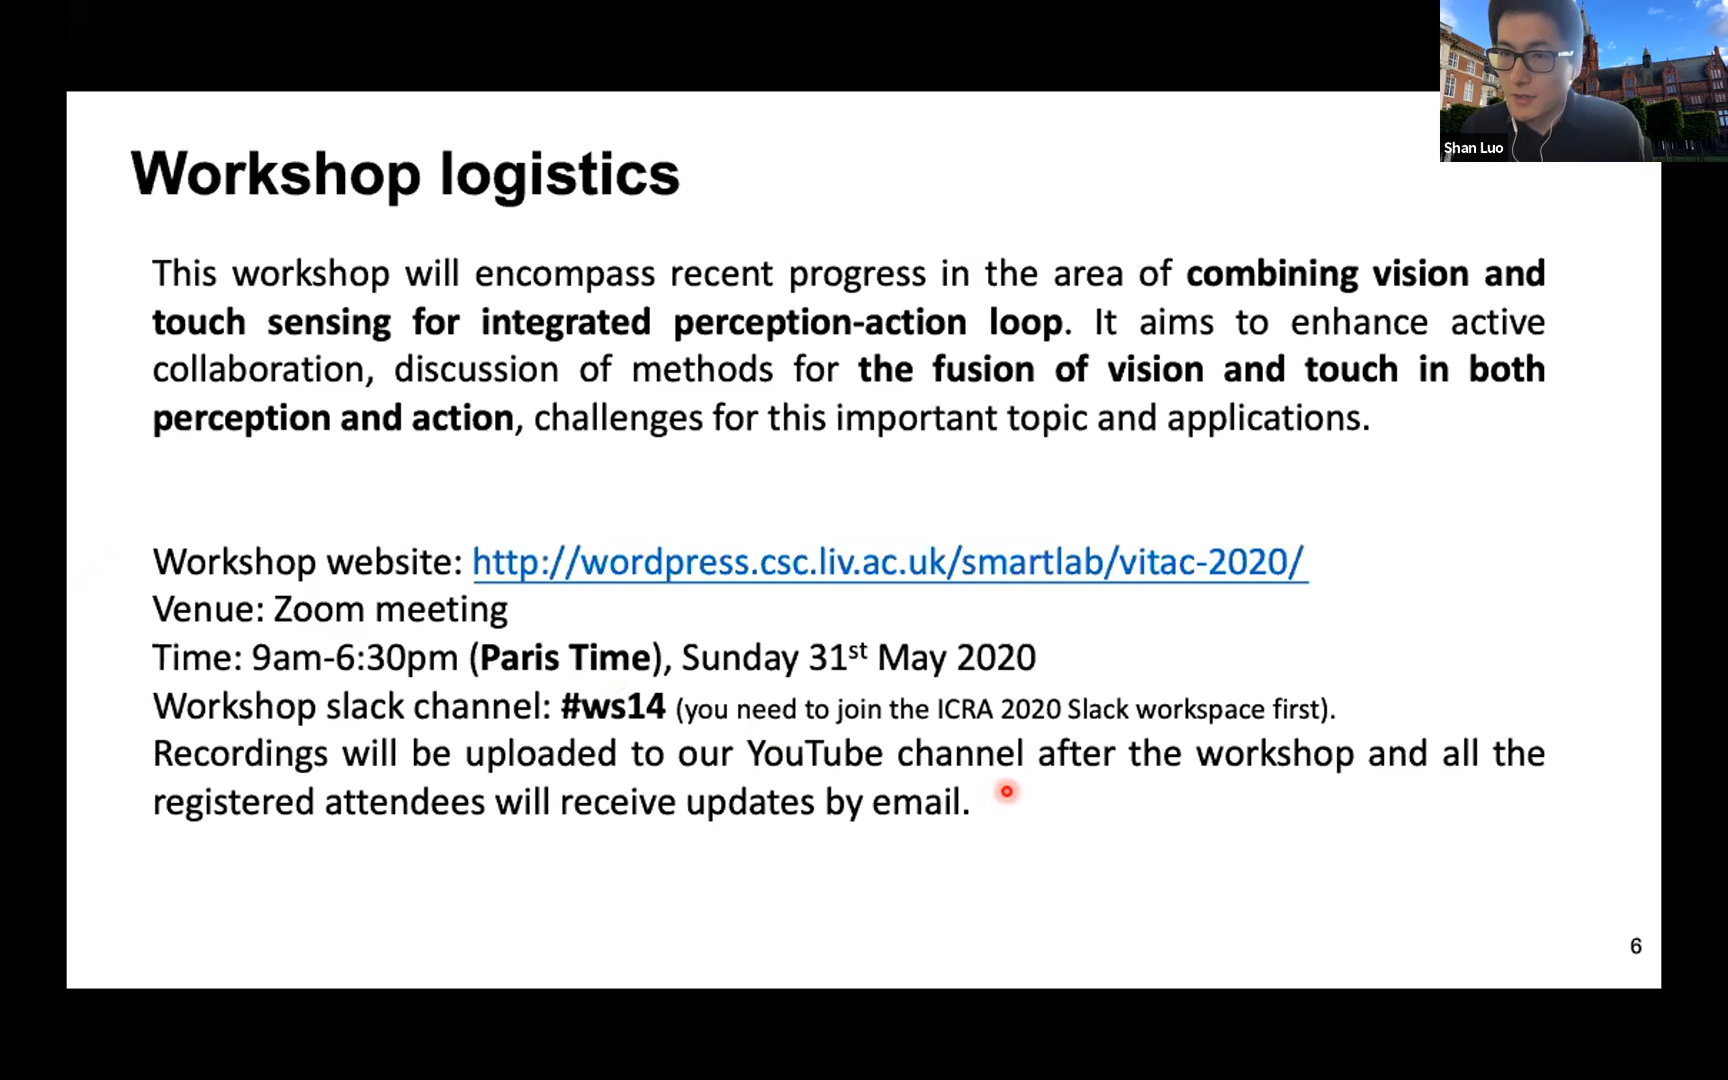 Shan Luo
Workshop logistics
This workshop will encompass recent progress in the area of combining vision and
touch sensing for integrated perception-action loop. It aims to enhance active
collaboration, discussion of methods for the fusion of vision and touch in both
perception and action, challenges for this important topic and applications.
Workshop website: http://wordpress.csc.liv.ac.uk/smartlab/vitac-2020/
Venue: Zoom meeting
Time: 9am-6:30pm (Paris Time), Sunday 31st May 2020
Workshop slack channel: #ws14 (you need to join the ICRA 2020 Slack workspace first).
Recordings will be uploaded to our YouTube channel after the workshop and all the
registered attendees will receive updates by email.
6